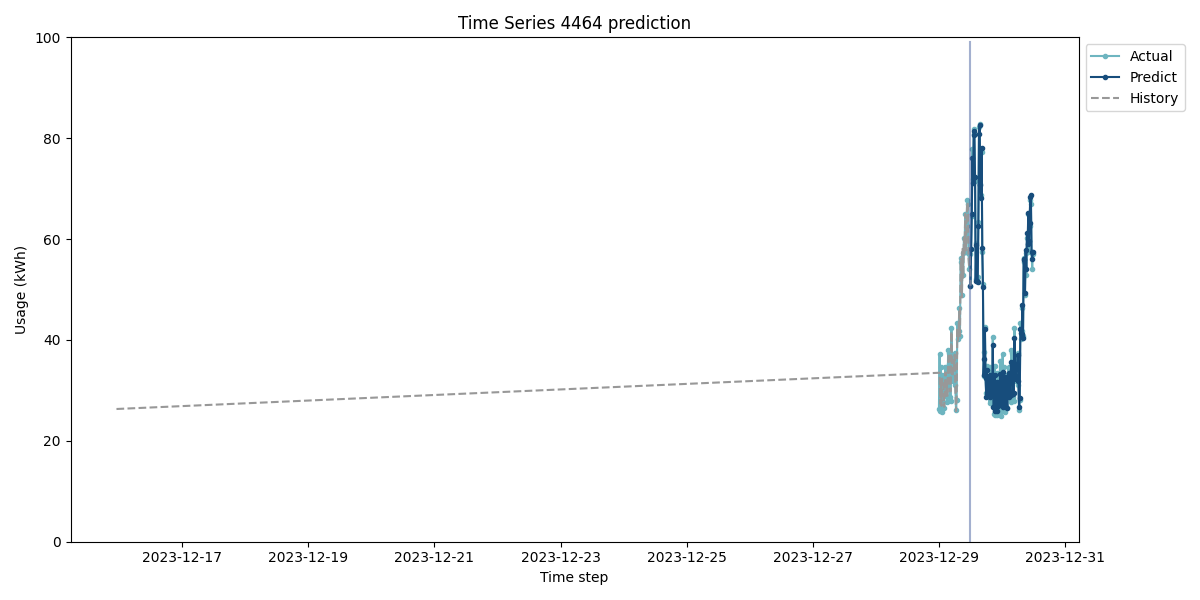 Time Series 4464 prediction
Actual
Predict
History
Usage (kWh)
100
80
60
40
20
0
2023-12-17
2023-12-19
2023-12-21
2023-12-23
2023-12-25
2023-12-27
2023-12-29
2023-12-31
Time step